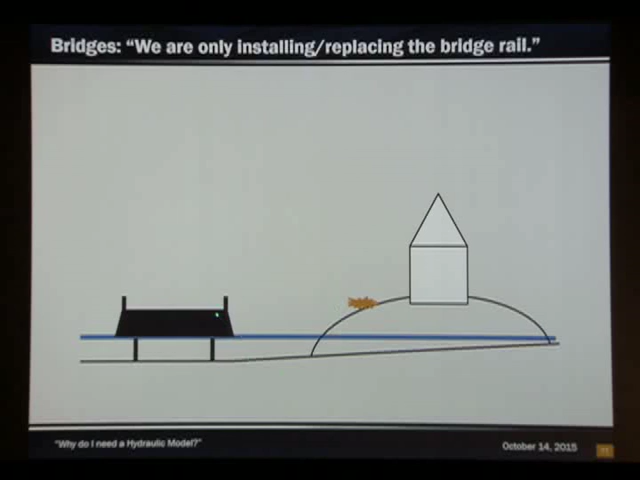 Bridges: “We are only installing/replacing the bridge rail.”
“Why do I need a Hydraulic Model?”
October 14, 2015